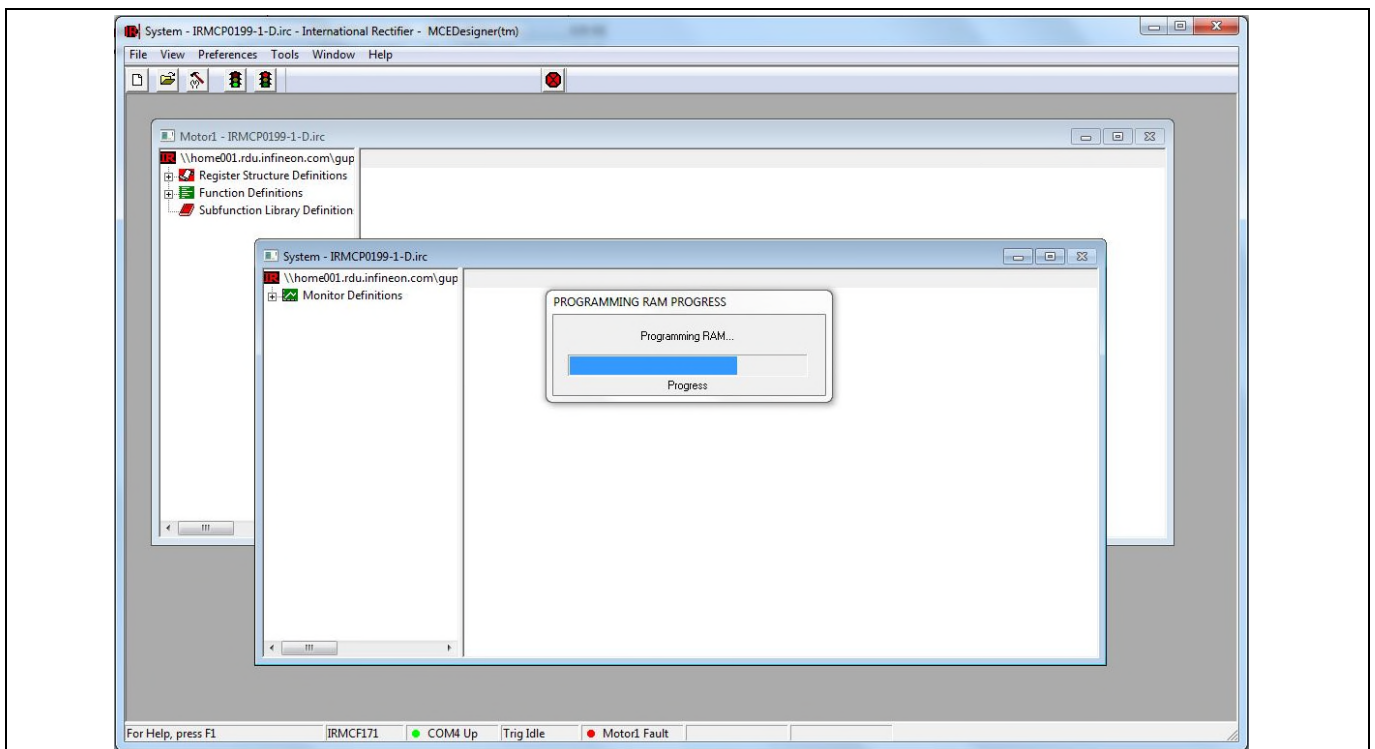 System - IRMCP0199-1-D.irc - International Rectifier - MCEDesigner(tm)
File View Preferences Tools Window Help
Motor1 - IRMCP0199-1-D.irc
IR \\home001.rdu.infineon.com\gup
Register Structure Definitions
Function Definitions
Subfunction Library Definition
System - IRMCP0199-1-D.irc
IR \\home001.rdu.infineon.com\gup
Monitor Definitions
PROGRAMMING RAM PROGRESS
Programming RAM...
Progress
For Help, press F1 IRMCF171 COM4 Up Trig Idle Motor1 Fault